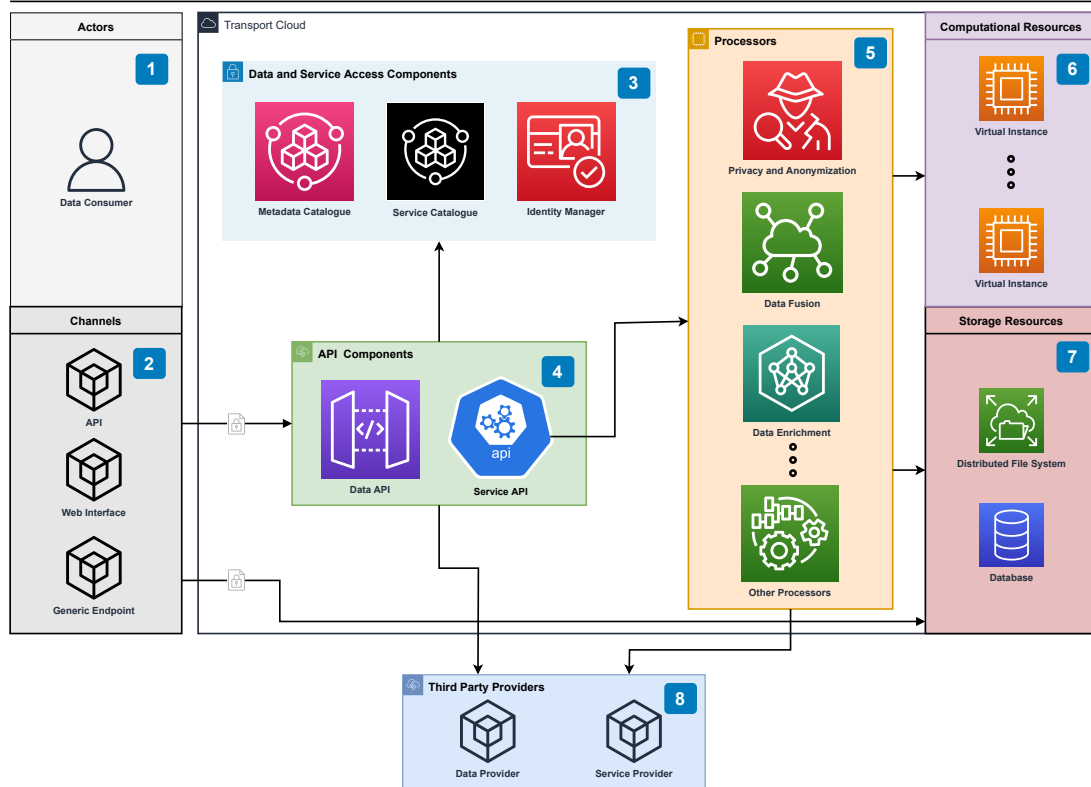 Actors
1
Data Consumer
Channels
2
API
Web Interface
Generic Endpoint
Transport Cloud
Data and Service Access Components
3
Metadata Catalogue
Service Catalogue
Identity Manager
API Components
4
</>
api
Data API
Service API
Processors
5
Privacy and Anonymization
Data Fusion
Data Enrichment
Other Processors
Computational Resources
6
Virtual Instance
Virtual Instance
Storage Resources
7
Distributed File System
Database
Third Party Providers
8
Data Provider
Service Provider